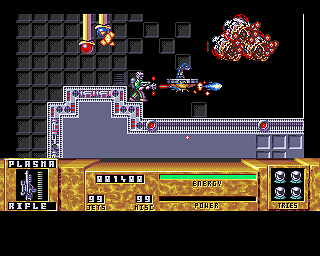 PLASMA
RIFLE
001400
ENERGY
99 99
JETS MISC
POWER
TRIES